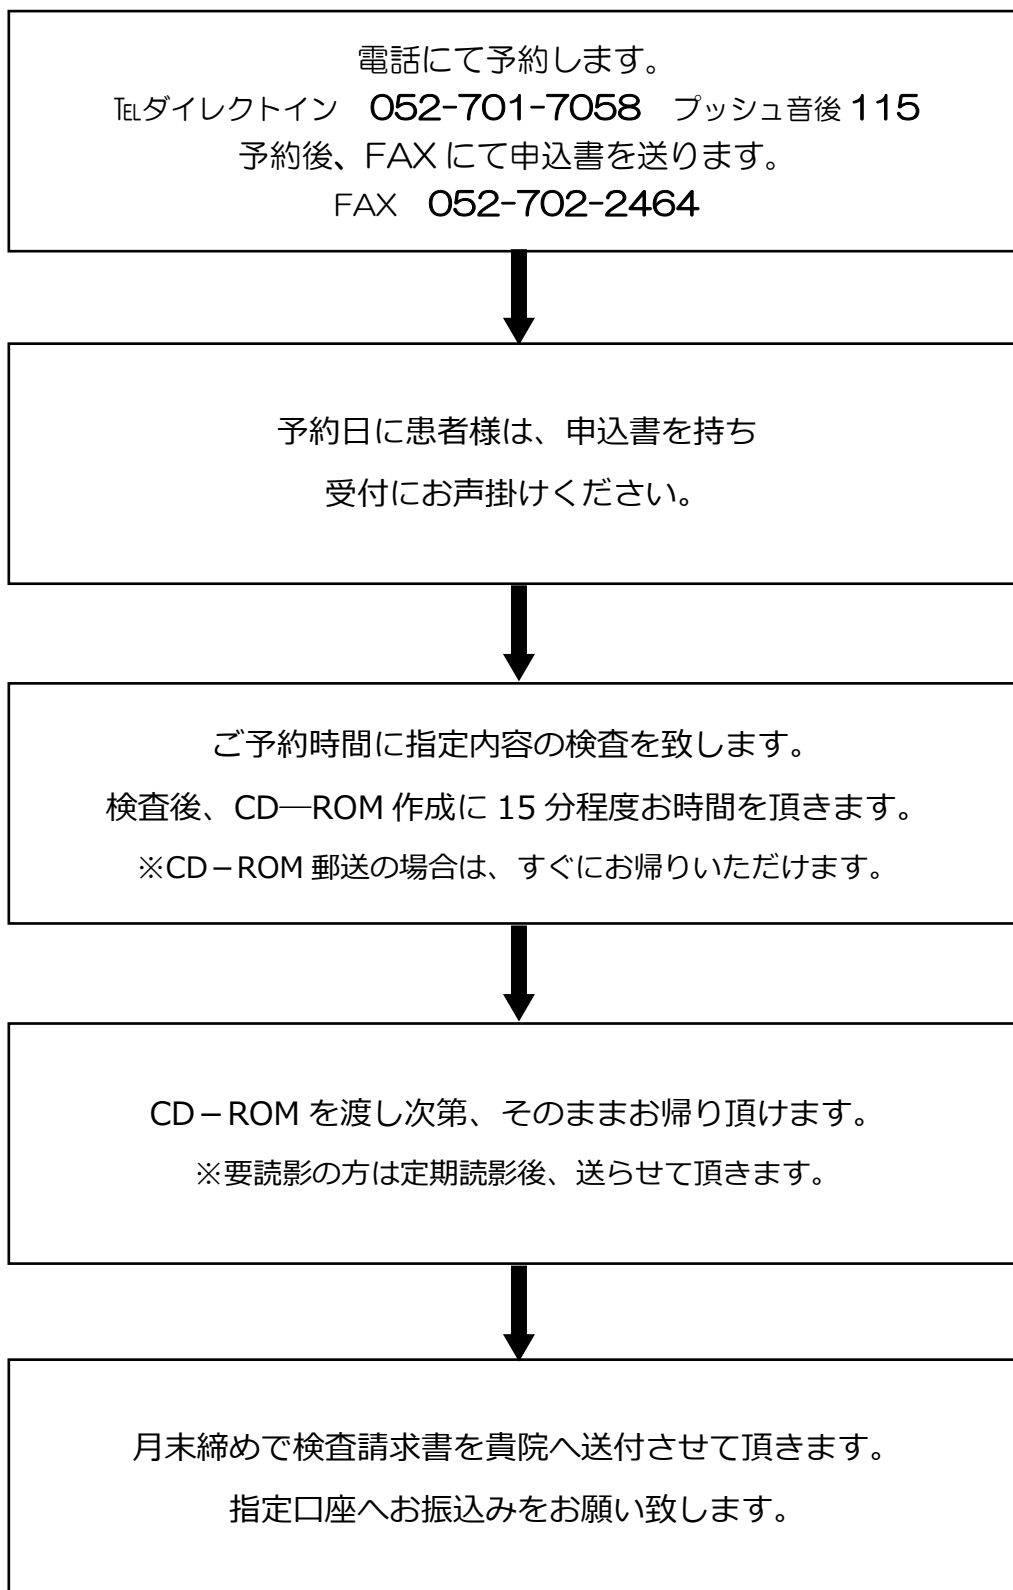 電話にて予約します。
℡ダイレクトイン　052-701-7058　プッシュ音後 115
予約後、FAX にて申込書を送ります。
FAX　052-702-2464
予約日に患者様は、申込書を持ち
受付にお声掛けください。
ご予約時間に指定内容の検査を致します。
検査後、CD―ROM 作成に 15 分程度お時間を頂きます。
※CD－ROM 郵送の場合は、すぐにお帰りいただけます。
CD－ROM を渡し次第、そのままお帰り頂けます。
※要読影の方は定期読影後、送らせて頂きます。
月末締めで検査請求書を貴院へ送付させて頂きます。
指定口座へお振込みをお願い致します。